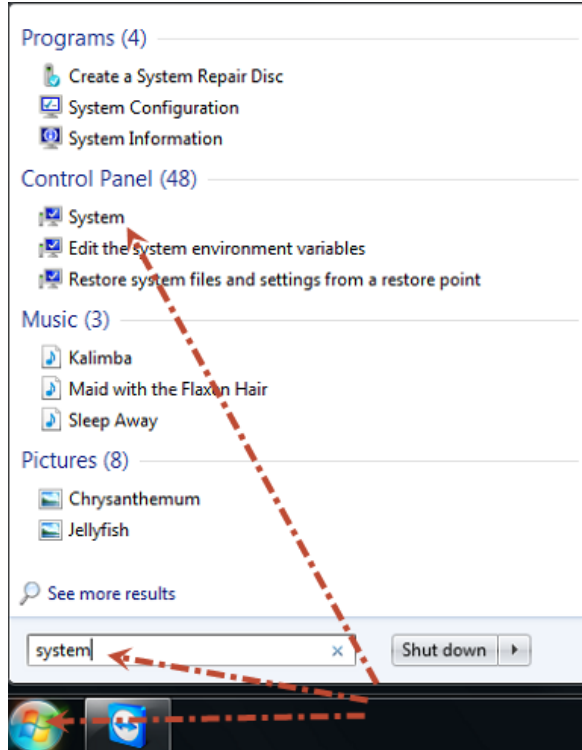 Programs (4)
Create a System Repair Disc
System Configuration
System Information
Control Panel (48)
System
Edit the system environment variables
Restore system files and settings from a restore point
Music (3)
Kalimba
Maid with the Flaxen Hair
Sleep Away
Pictures (8)
Chrysanthemum
Jellyfish
See more results
system
Shut down